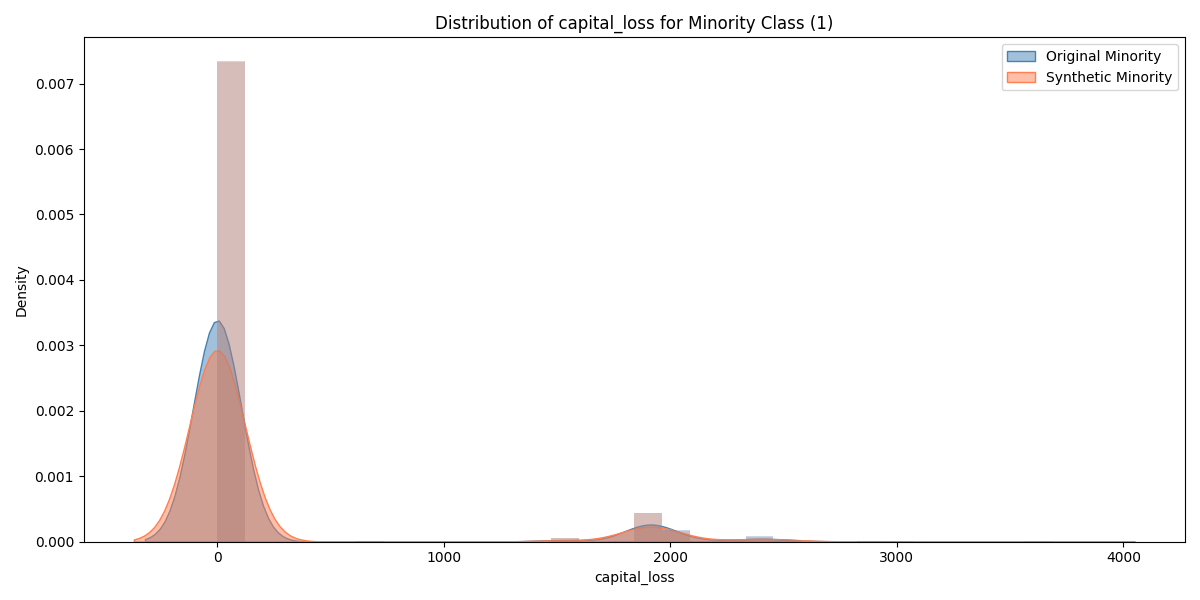 Distribution of capital_loss for Minority Class (1)
Original Minority
Synthetic Minority
0.007
0.006
0.005
0.004
0.003
0.002
0.001
0.000
Density
0
1000
2000
3000
4000
capital_loss